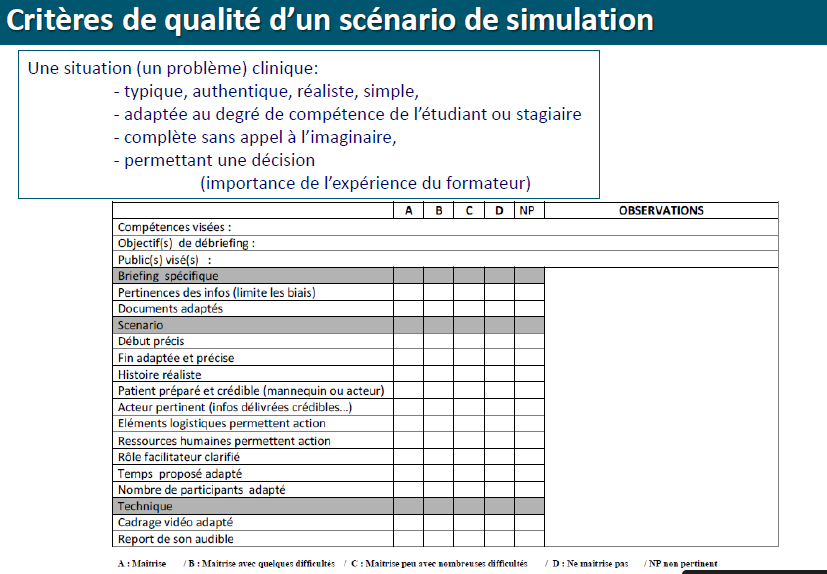 Critères de qualité d’un scénario de simulation
Une situation (un problème) clinique:
- typique, authentique, réaliste, simple,
- adaptée au degré de compétence de l’étudiant ou stagiaire
- complète sans appel à l’imaginaire,
- permettant une décision
(importance de l’expérience du formateur)
A B C D NP OBSERVATIONS
Compétences visées :
Objectif(s) de débriefing :
Public(s) visé(s) :
Briefing spécifique
Pertinences des infos (limite les biais)
Documents adaptés
Scenario
Début précis
Fin adaptée et précise
Histoire réaliste
Patient préparé et crédible (mannequin ou acteur)
Acteur pertinent (infos délivrées crédibles...)
Eléments logistiques permettent action
Ressources humaines permettent action
Rôle facilitateur clarifié
Temps proposé adapté
Nombre de participants adapté
Technique
Cadrage vidéo adapté
Report de son audible
A : Maitrise / B : Maitrise avec quelques difficultés / C : Maitrise peu avec nombreuses difficultés / D : Ne maitrise pas / NP non pertinent